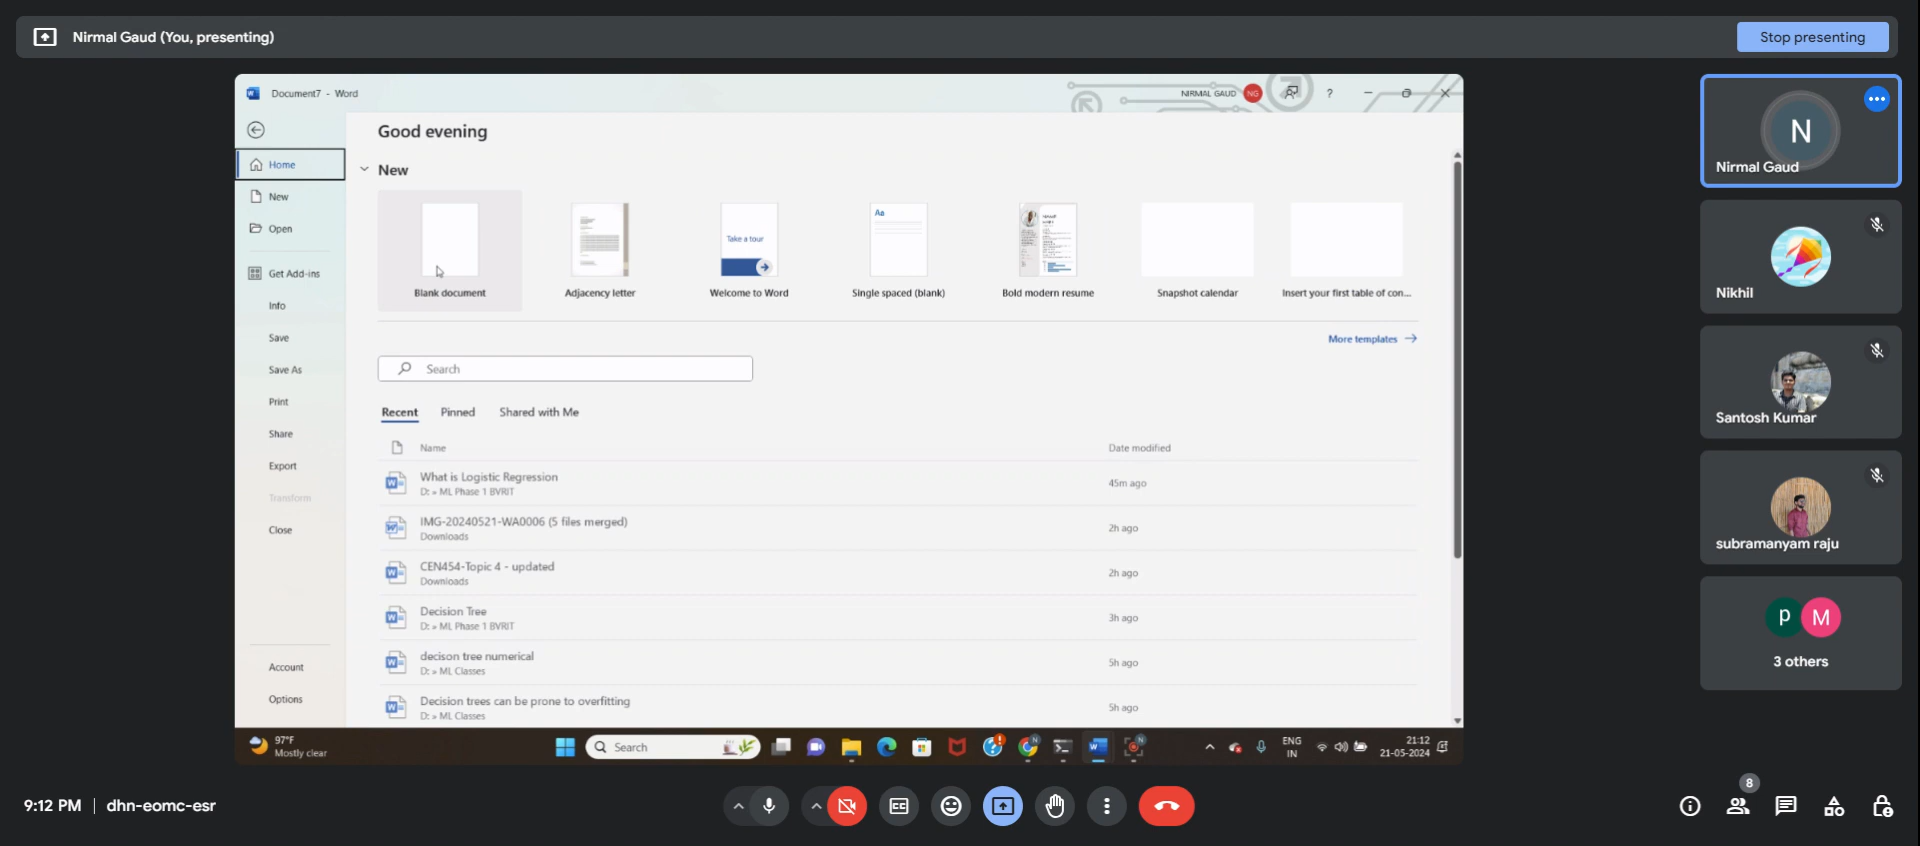 Nirmal Gaud (You, presenting)
Stop presenting
Document7 - Word
NIRMAL GAUD
NG
?
Good evening
Home
New
Open
Get Add-ins
Info
Save
Save As
Print
Share
Export
Transform
Close
Account
Options
New
Aa
Take a tour
Blank document
Adjacency letter
Welcome to Word
Single spaced (blank)
Bold modern resume
Snapshot calendar
Insert your first table of con...
More templates
Search
Recent
Pinned
Shared with Me
Name
Date modified
What is Logistic Regression
D: » ML Phase 1 BVRIT
45m ago
IMG-20240521-WA0006 (5 files merged)
Downloads
2h ago
CEN454-Topic 4 - updated
Downloads
2h ago
Decision Tree
D: » ML Phase 1 BVRIT
3h ago
decison tree numerical
D: » ML Classes
5h ago
Decision trees can be prone to overfitting
D: » ML Classes
5h ago
97°F
Mostly clear
Search
ENG
IN
21:12
21-05-2024
N
Nirmal Gaud
Nikhil
Santosh Kumar
subramanyam raju
p
M
3 others
9:12 PM | dhn-eomc-esr
8